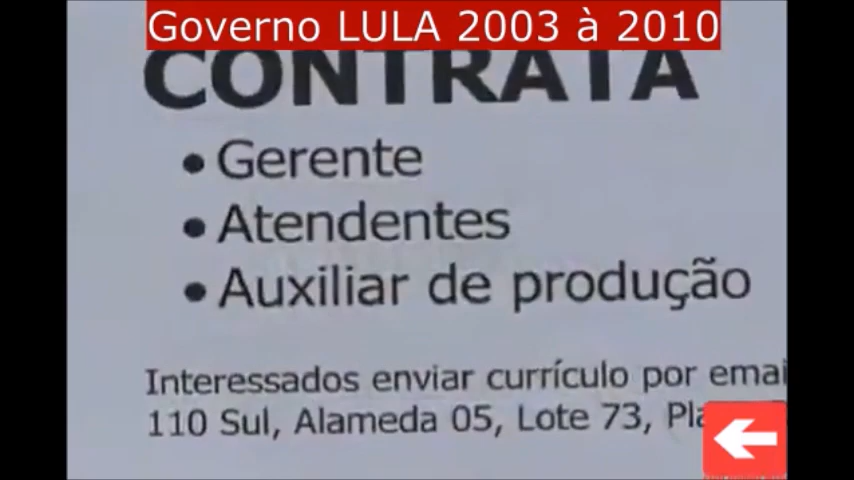 Governo LULA 2003 à 2010
CONTRATA
• Gerente
• Atendentes
• Auxiliar de produção
Interessados enviar currículo por emai
110 Sul, Alameda 05, Lote 73,